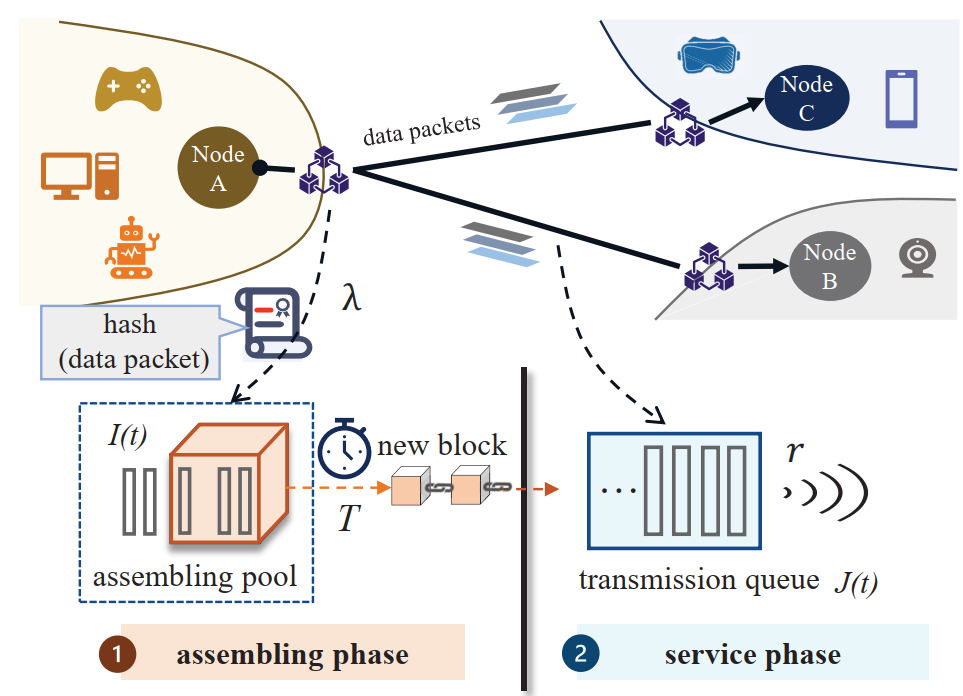 Node
A
data packets
Node
C
Node
B
λ
hash
(data packet)
I(t)
new block
T
assembling pool
...
r
transmission queue J(t)
1 assembling phase
2 service phase